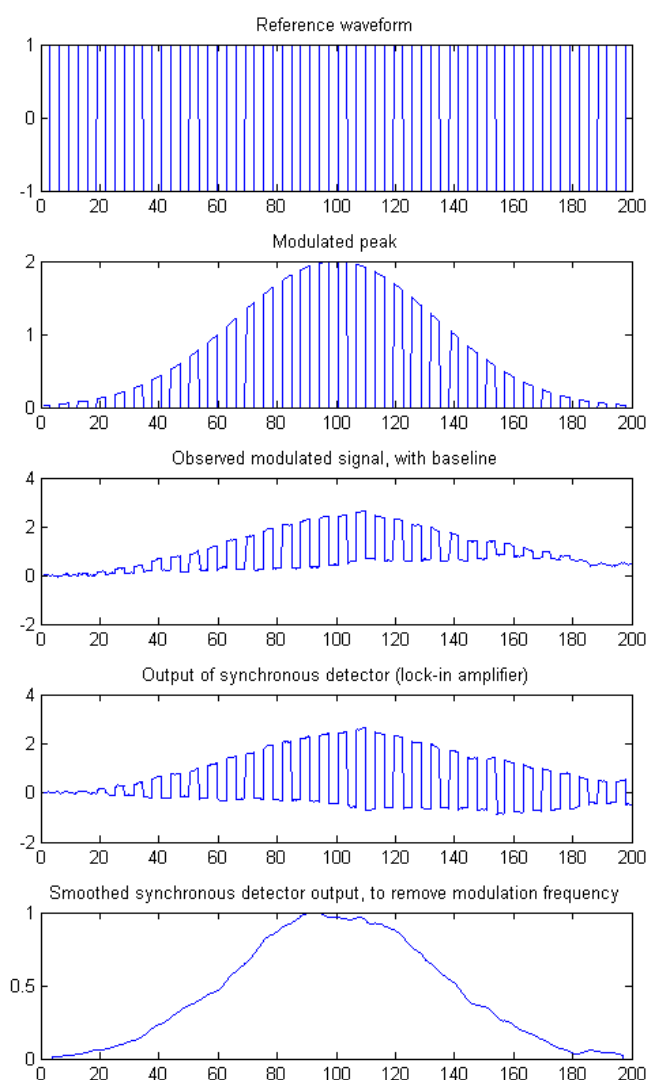 Reference waveform
1
0
-1
0 20 40 60 80 100 120 140 160 180 200
Modulated peak
2
1
0
0 20 40 60 80 100 120 140 160 180 200
Observed modulated signal, with baseline
4
2
0
-2
0 20 40 60 80 100 120 140 160 180 200
Output of synchronous detector (lock-in amplifier)
4
2
0
-2
0 20 40 60 80 100 120 140 160 180 200
Smoothed synchronous detector output, to remove modulation frequency
1
0.5
0
0 20 40 60 80 100 120 140 160 180 200